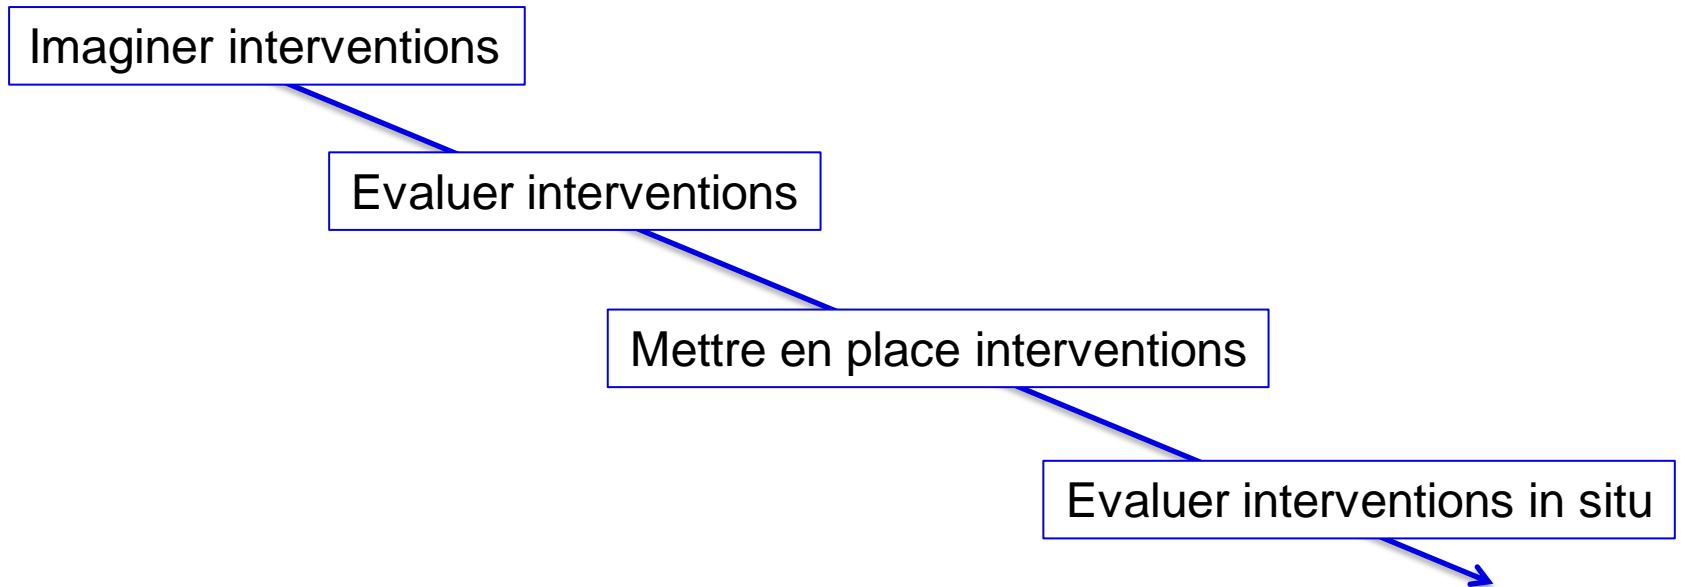 Imaginer interventions
Evaluer interventions
Mettre en place interventions
Evaluer interventions in situ